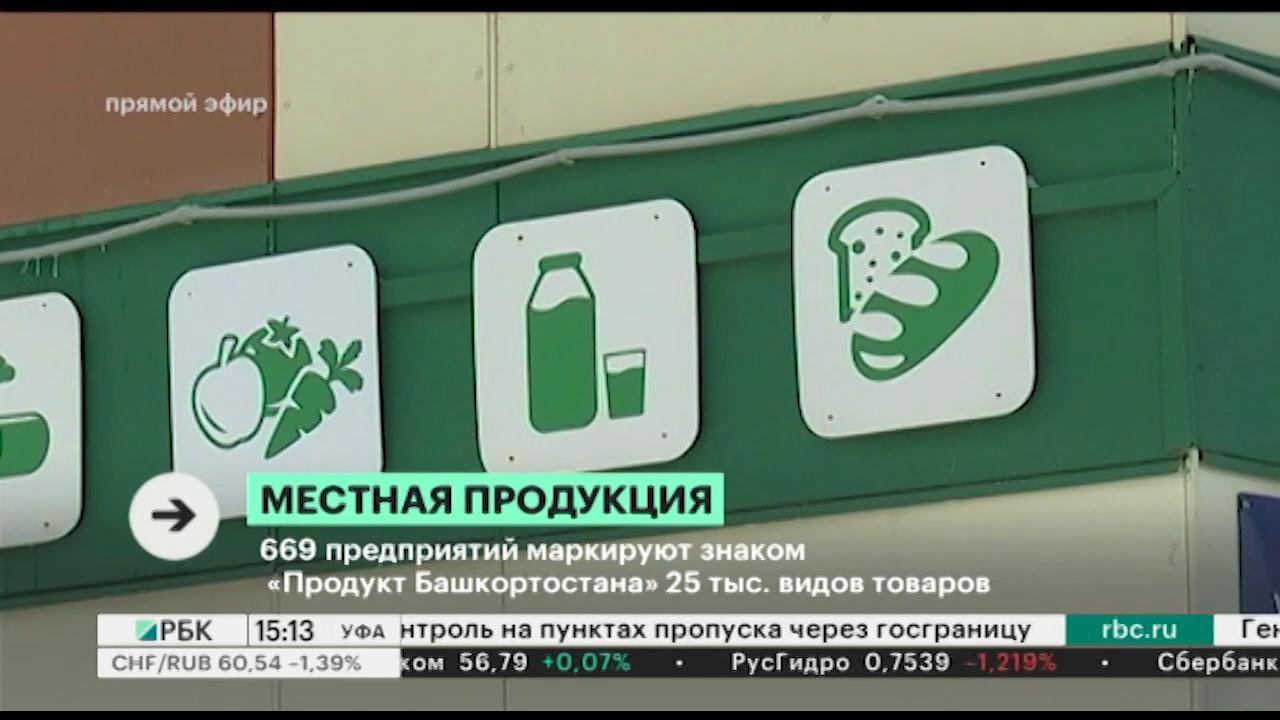 прямой эфир
МЕСТНАЯ ПРОДУКЦИЯ
669 предприятий маркируют знаком
«Продукт Башкортостана» 25 тыс. видов товаров
РБК 15:13 УФА нтроль на пунктах пропуска через госграницу rbc.ru Ген
CHF/RUB 60,54 -1,39% ком 56,79 +0,07% • РусГидро 0,7539 -1,219% • Сбербанк